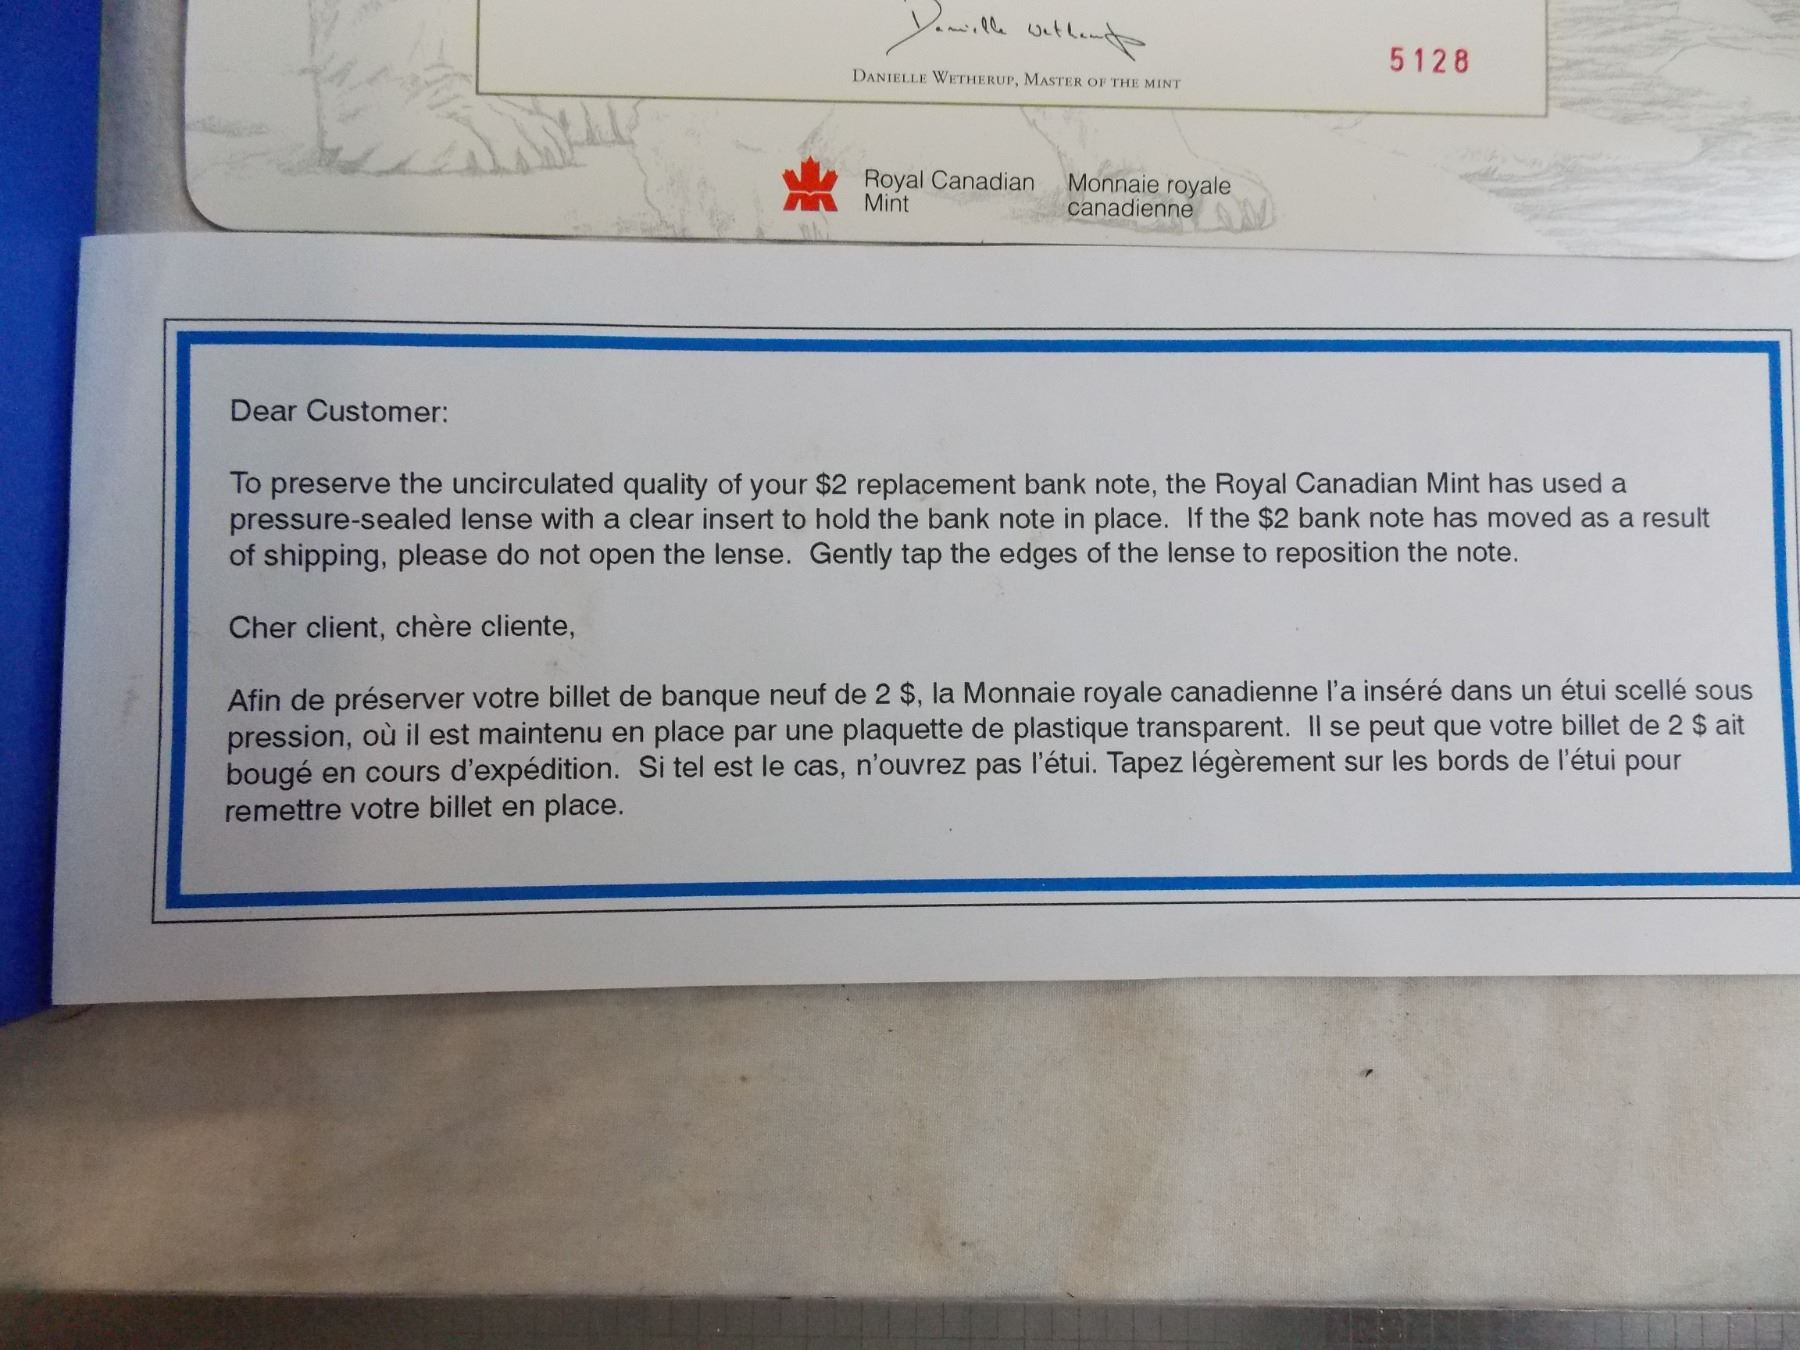 Danielle Wetherup
DANIELLE WETHERUP, MASTER OF THE MINT
5128
Royal Canadian
Mint
Monnaie royale
canadienne
Dear Customer:
To preserve the uncirculated quality of your $2 replacement bank note, the Royal Canadian Mint has used a
pressure-sealed lense with a clear insert to hold the bank note in place. If the $2 bank note has moved as a result
of shipping, please do not open the lense. Gently tap the edges of the lense to reposition the note.
Cher client, chère cliente,
Afin de préserver votre billet de banque neuf de 2 $, la Monnaie royale canadienne l'a inséré dans un étui scellé sous
pression, où il est maintenu en place par une plaquette de plastique transparent. Il se peut que votre billet de 2 $ ait
bougé en cours d'expédition. Si tel est le cas, n'ouvrez pas l'étui. Tapez légèrement sur les bords de l'étui pour
remettre votre billet en place.